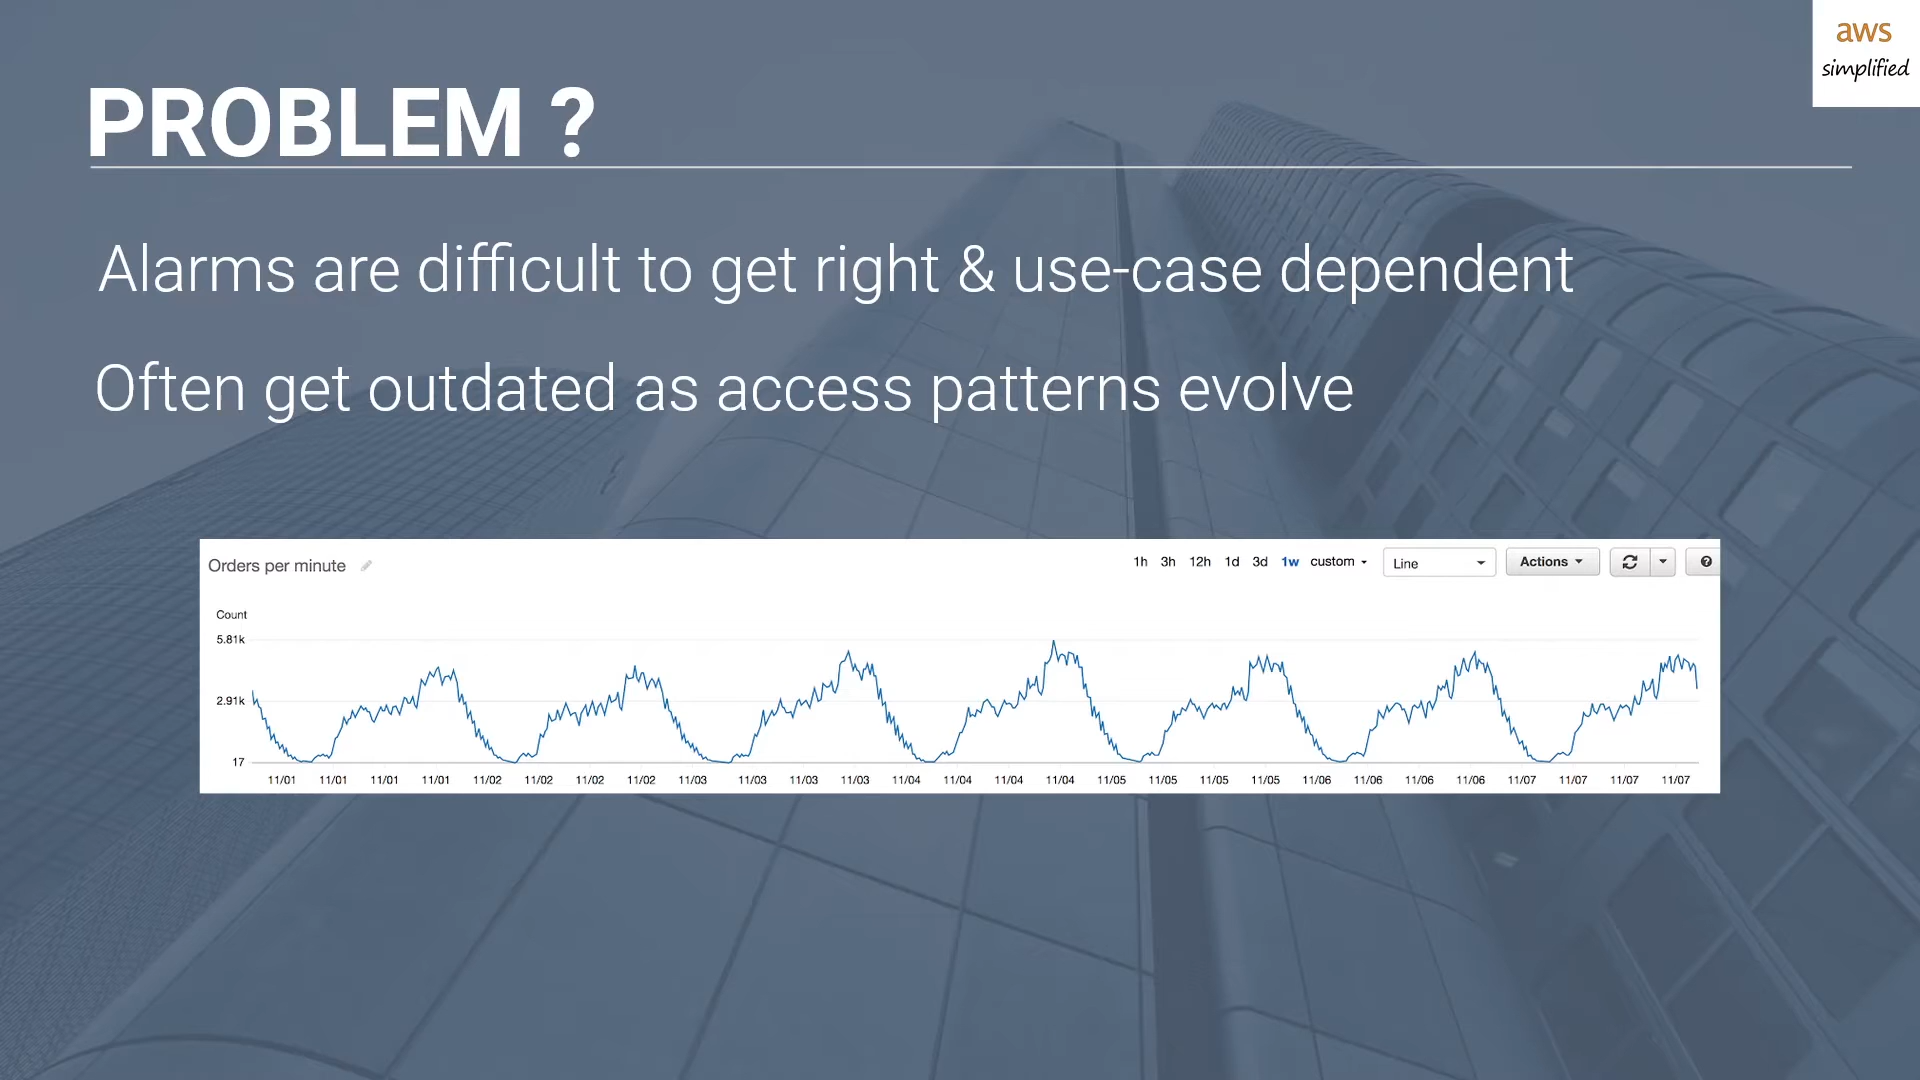 aws
simplified
PROBLEM ?
Alarms are difficult to get right & use-case dependent
Often get outdated as access patterns evolve
Orders per minute 1h 3h 12h 1d 3d 1w custom Line Actions ?
Count
5.81k
2.91k
17
11/01 11/01 11/01 11/01 11/02 11/02 11/02 11/02 11/03 11/03 11/03 11/03 11/04 11/04 11/04 11/04 11/05 11/05 11/05 11/05 11/06 11/06 11/06 11/06 11/07 11/07 11/07 11/07